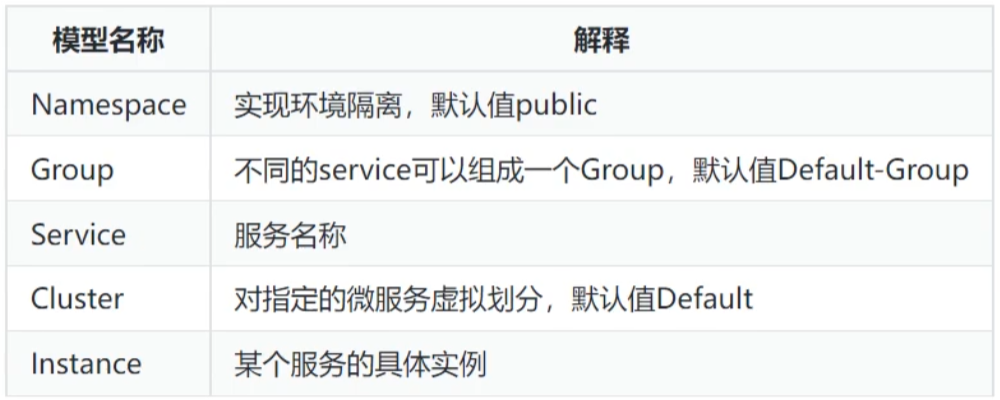 模型名称 解释
Namespace 实现环境隔离，默认值public
Group 不同的service可以组成一个Group，默认值Default-Group
Service 服务名称
Cluster 对指定的微服务虚拟划分，默认值Default
Instance 某个服务的具体实例